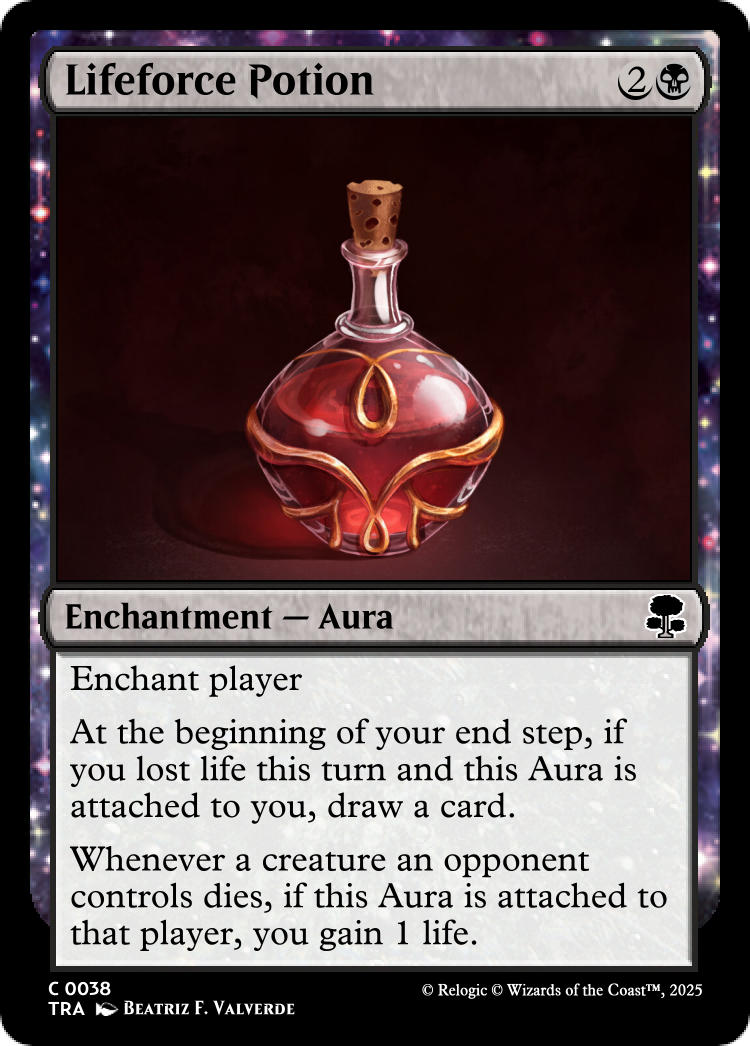 Lifeforce Potion 2
Enchantment — Aura
Enchant player
At the beginning of your end step, if
you lost life this turn and this Aura is
attached to you, draw a card.
Whenever a creature an opponent
controls dies, if this Aura is attached to
that player, you gain 1 life.
C 0038
TRA Beatriz F. Valverde
© Relogic © Wizards of the Coast™, 2025